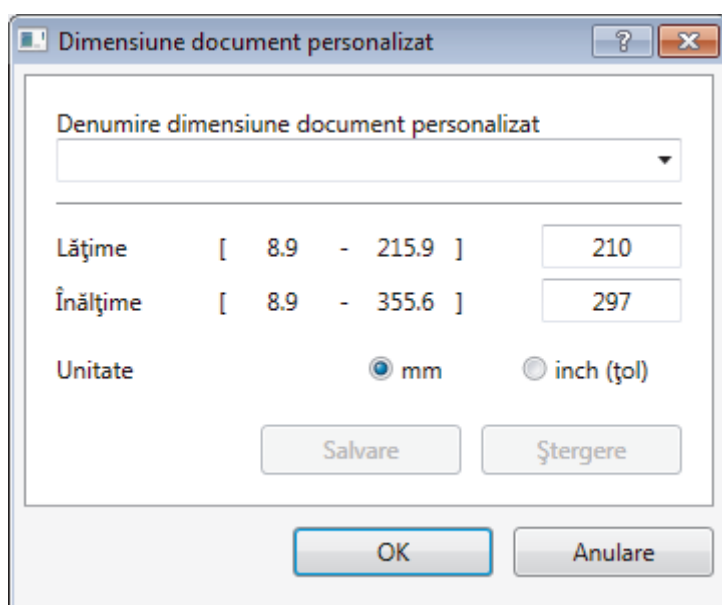 Dimensiune document personalizat
Denumire dimensiune document personalizat
Lăţime [ 8.9 - 215.9 ] 210
Înălţime [ 8.9 - 355.6 ] 297
Unitate mm inch (ţol)
Salvare Ştergere
OK Anulare